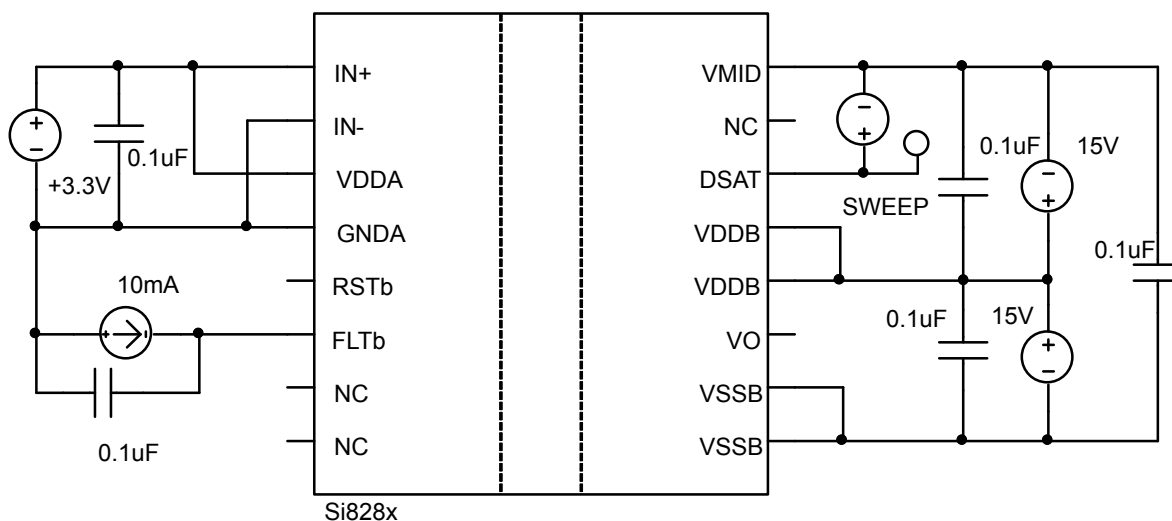 IN+
IN-
VDDA
GNDA
RSTb
FLTb
NC
NC
VMID
NC
DSAT
VDDB
VDDB
VO
VSSB
VSSB
+
-
+3.3V
0.1uF
10mA
+
-
0.1uF
-
+
SWEEP
0.1uF
15V
-
+
0.1uF
0.1uF
15V
+
-
Si828x